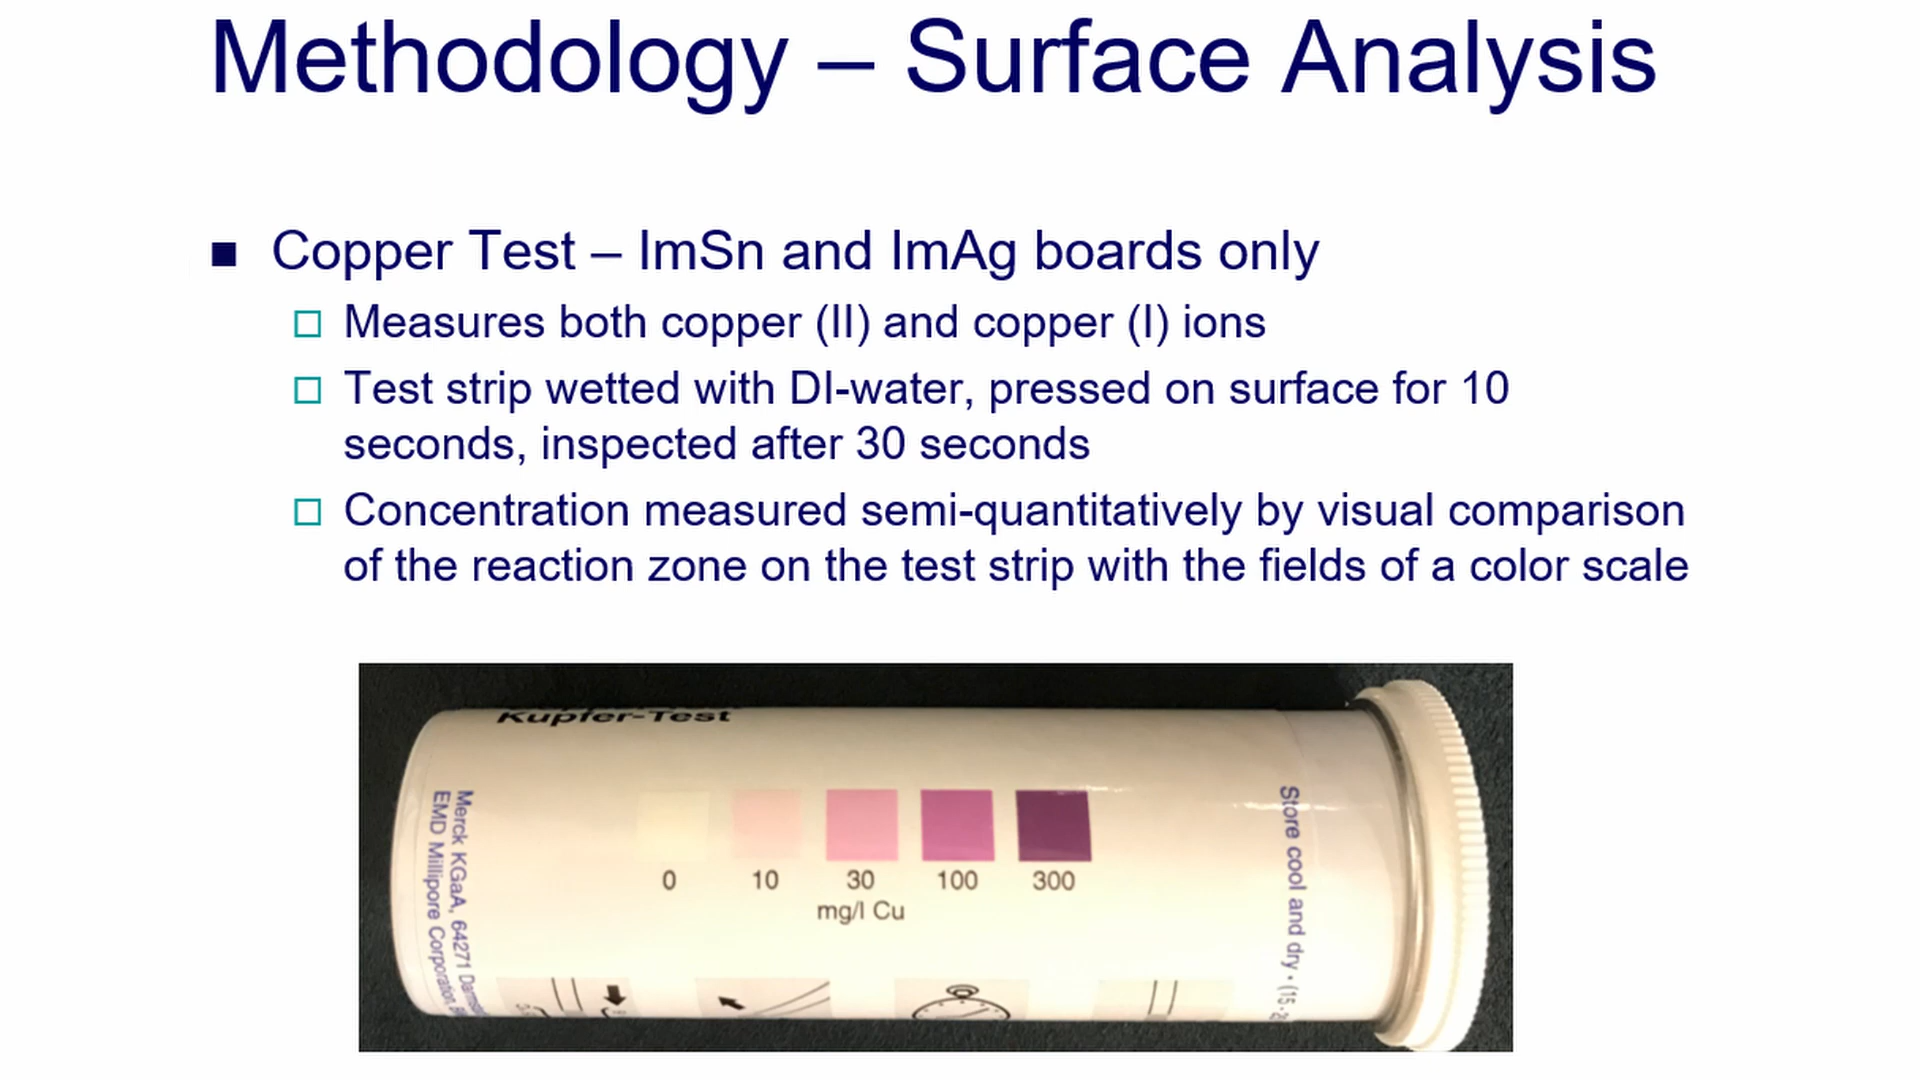 Methodology – Surface Analysis
Copper Test – ImSn and ImAg boards only
Measures both copper (II) and copper (I) ions
Test strip wetted with DI-water, pressed on surface for 10
seconds, inspected after 30 seconds
Concentration measured semi-quantitatively by visual comparison
of the reaction zone on the test strip with the fields of a color scale
Kupfer-Test
Merck KGaA, 64271
EMD Millipore Corporation,
0 10 30 100 300
mg/l Cu
Store cool and dry •